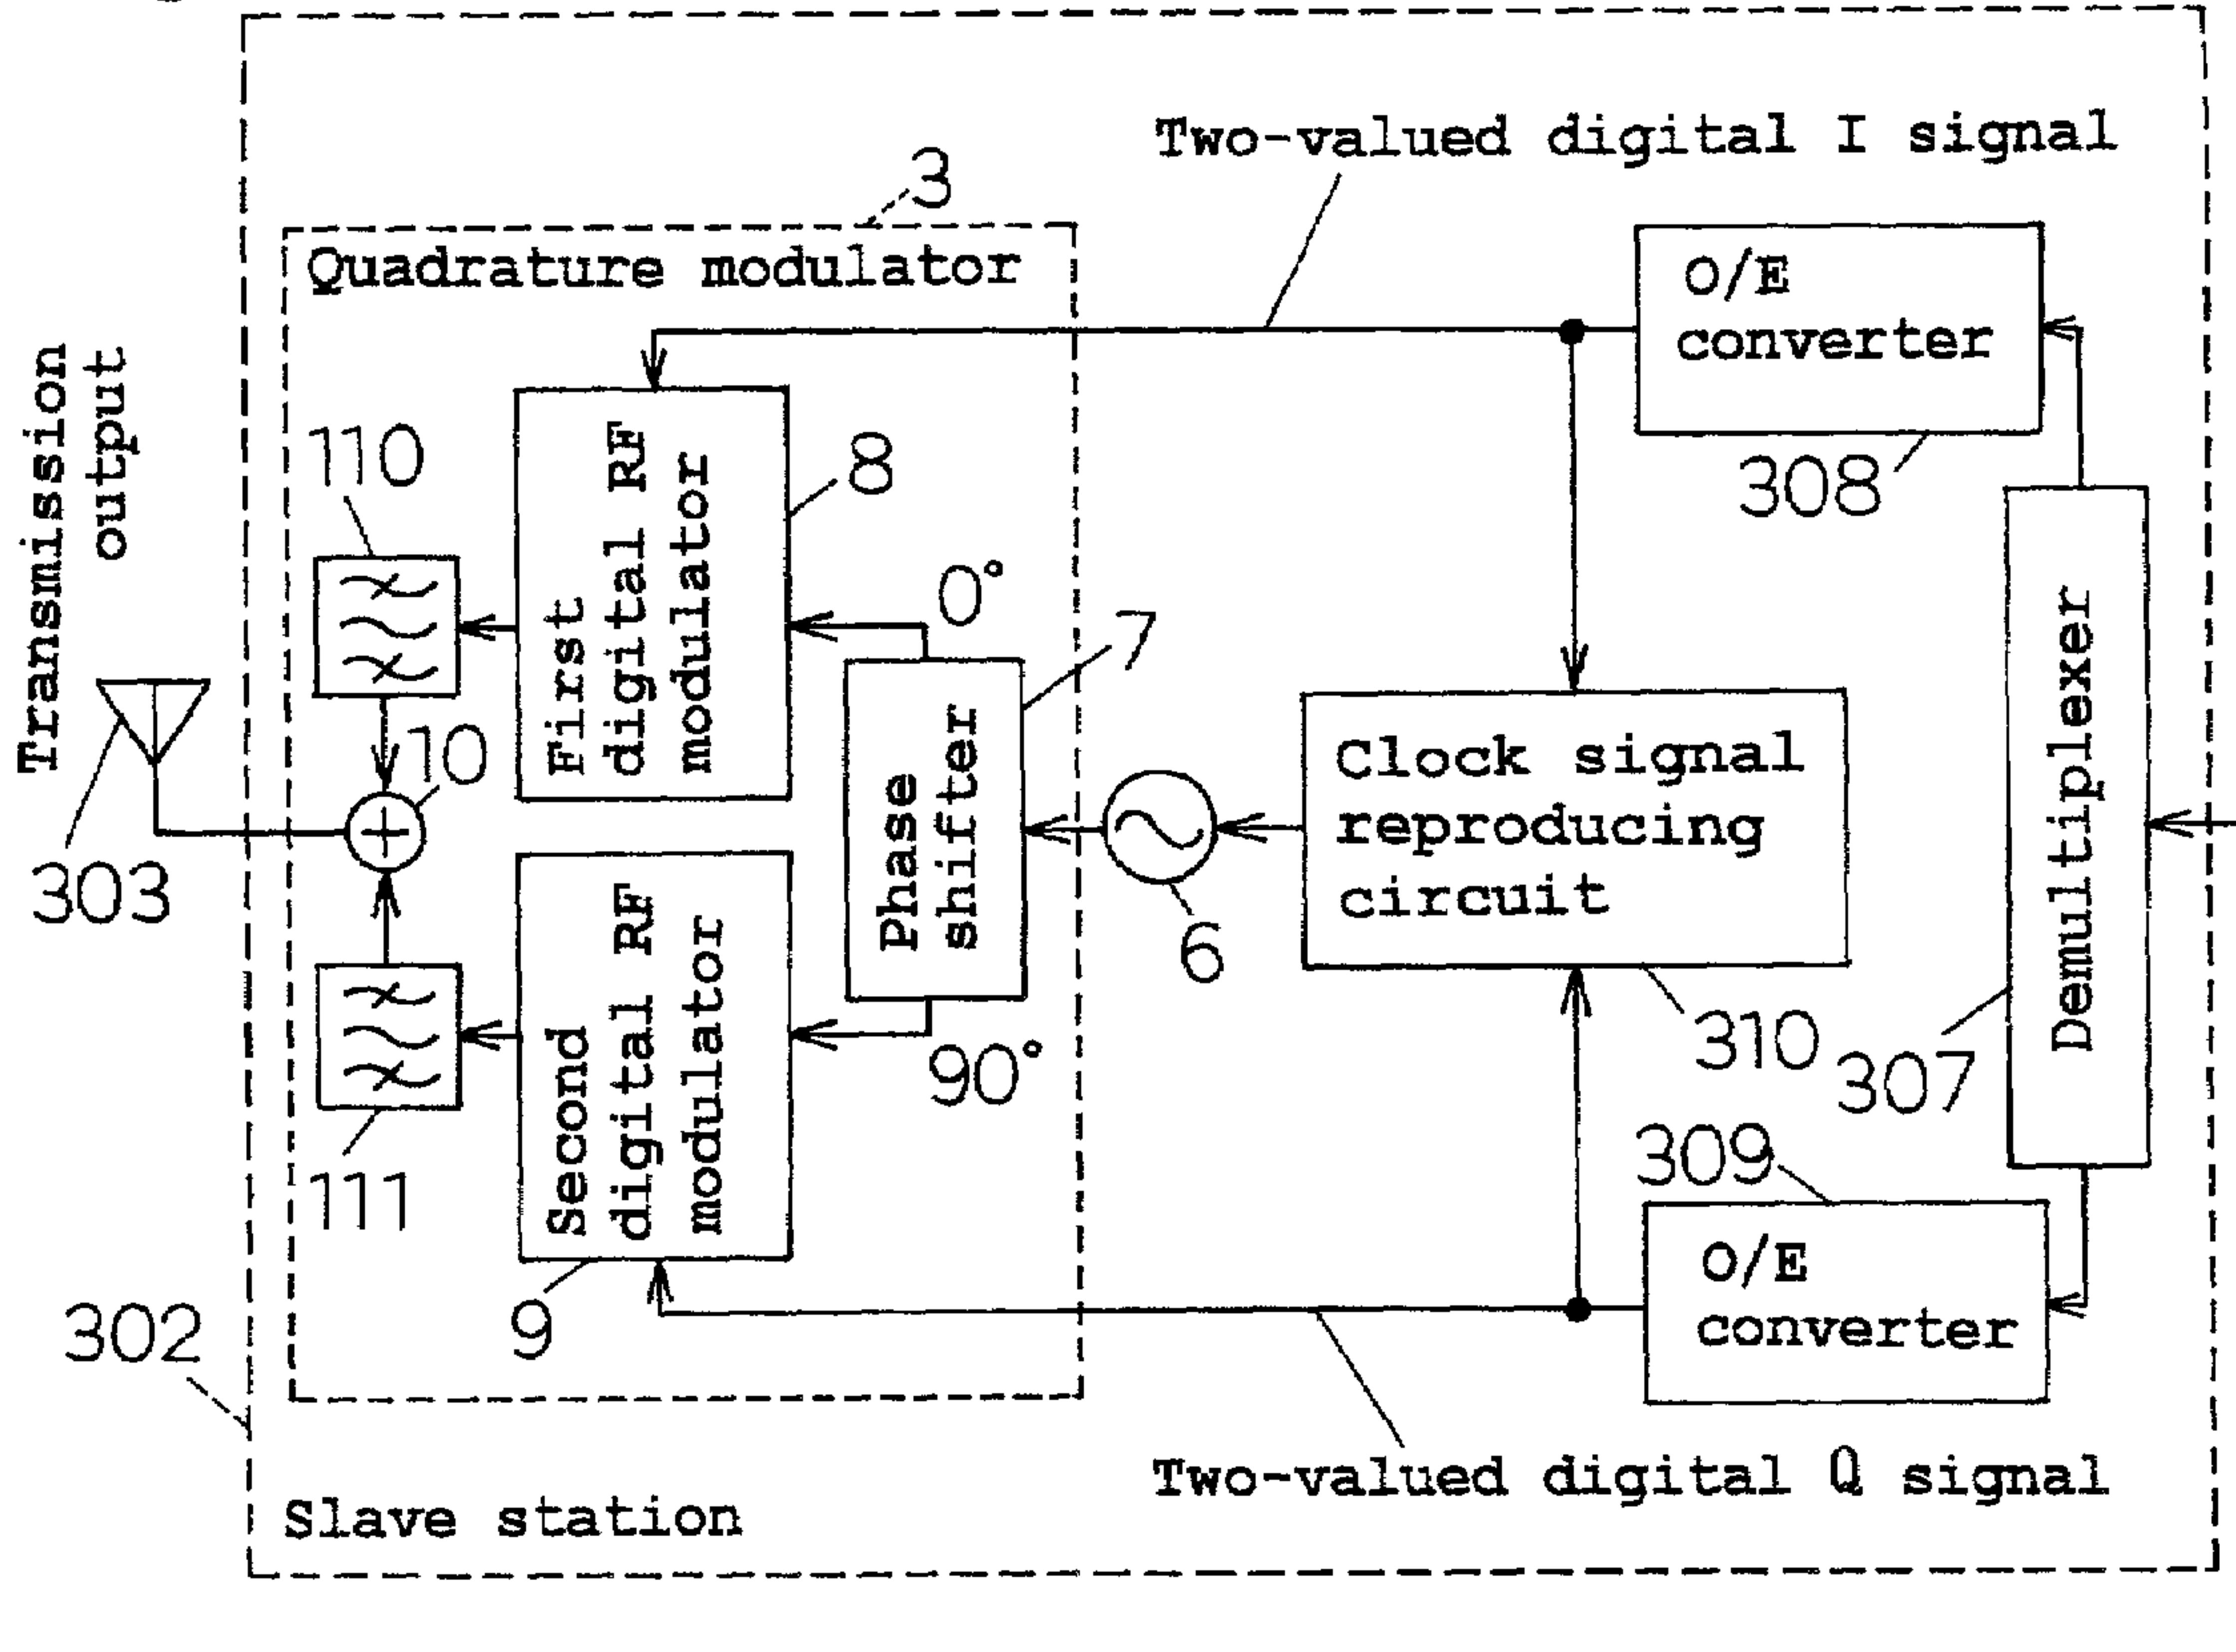 Two-valued digital I signal
3
Quadrature modulator
O/E
converter
308
Transmission
output
110
First
digital RF
modulator
8
0°
7
Phase
shifter
10
303
Clock signal
reproducing
circuit
6
310
Demultiplexer
307
90°
Second
digital RF
modulator
111
9
309
O/E
converter
302
Two-valued digital Q signal
Slave station